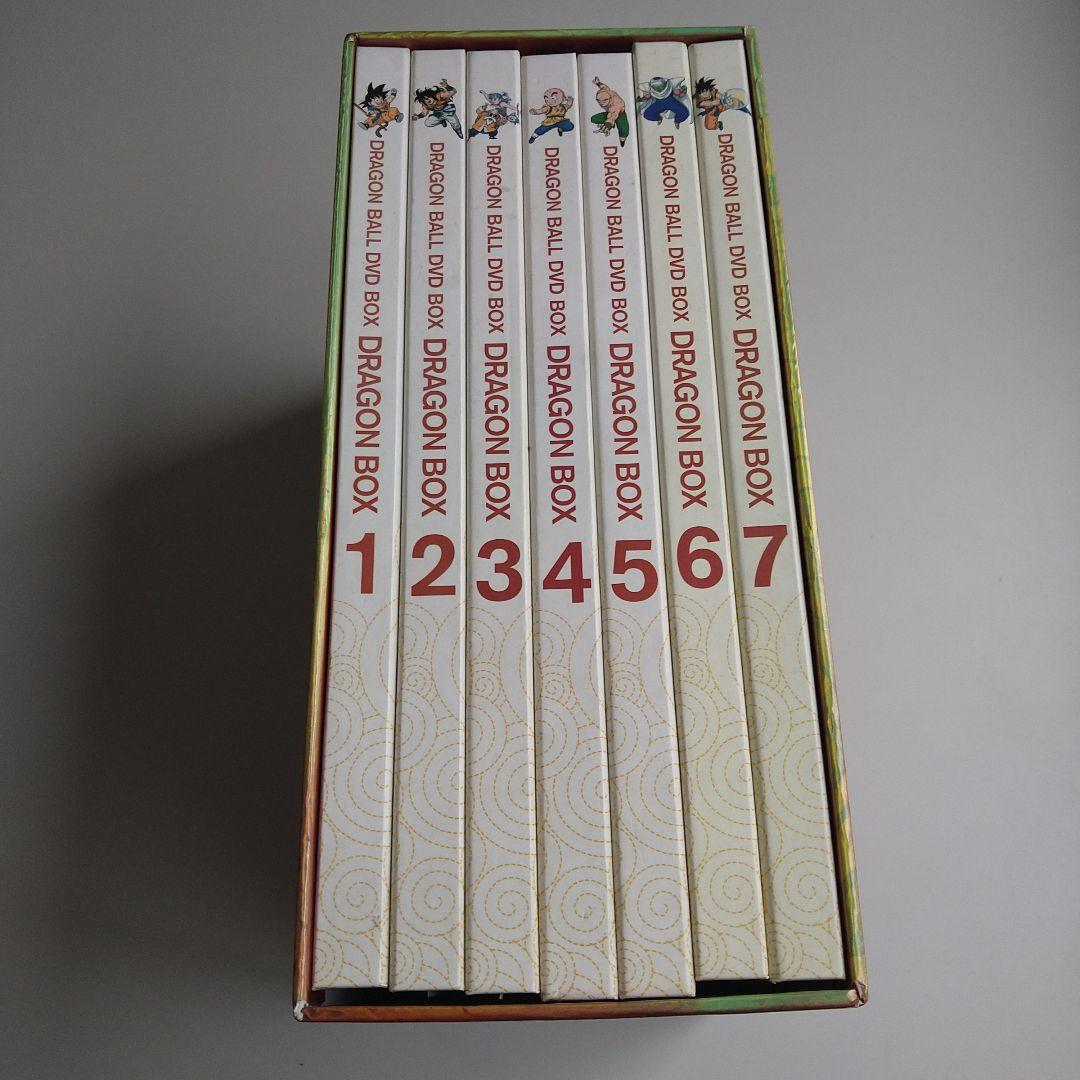 DRAGON BALL DVD BOX DRAGON BOX 1
DRAGON BALL DVD BOX DRAGON BOX 2
DRAGON BALL DVD BOX DRAGON BOX 3
DRAGON BALL DVD BOX DRAGON BOX 4
DRAGON BALL DVD BOX DRAGON BOX 5
DRAGON BALL DVD BOX DRAGON BOX 6
DRAGON BALL DVD BOX DRAGON BOX 7